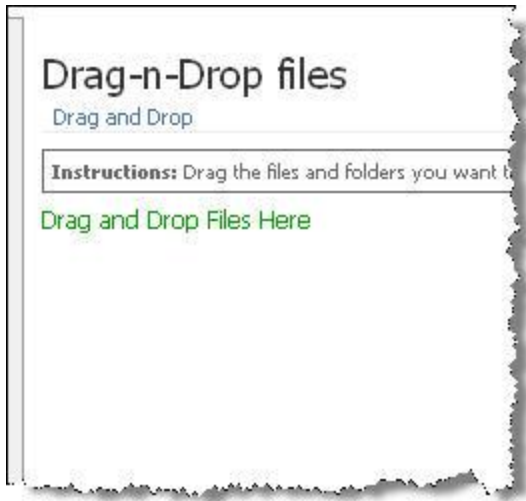 Drag-n-Drop files
Drag and Drop
Instructions: Drag the files and folders you want
Drag and Drop Files Here